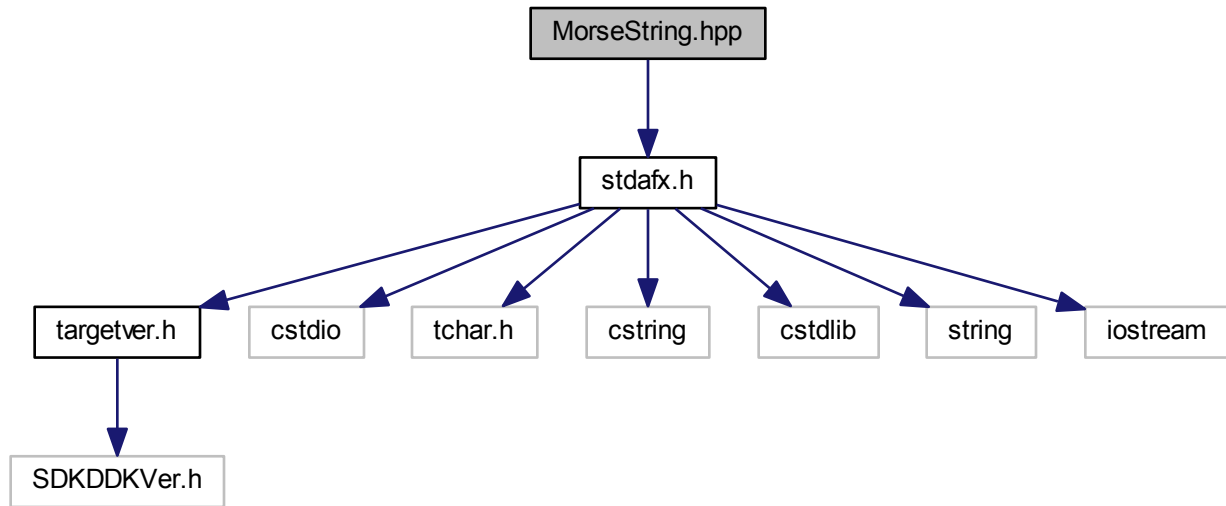 MorseString.hpp
stdafx.h
targetver.h
cstdio
tchar.h
cstring
cstdlib
string
iostream
SDKDDKVer.h